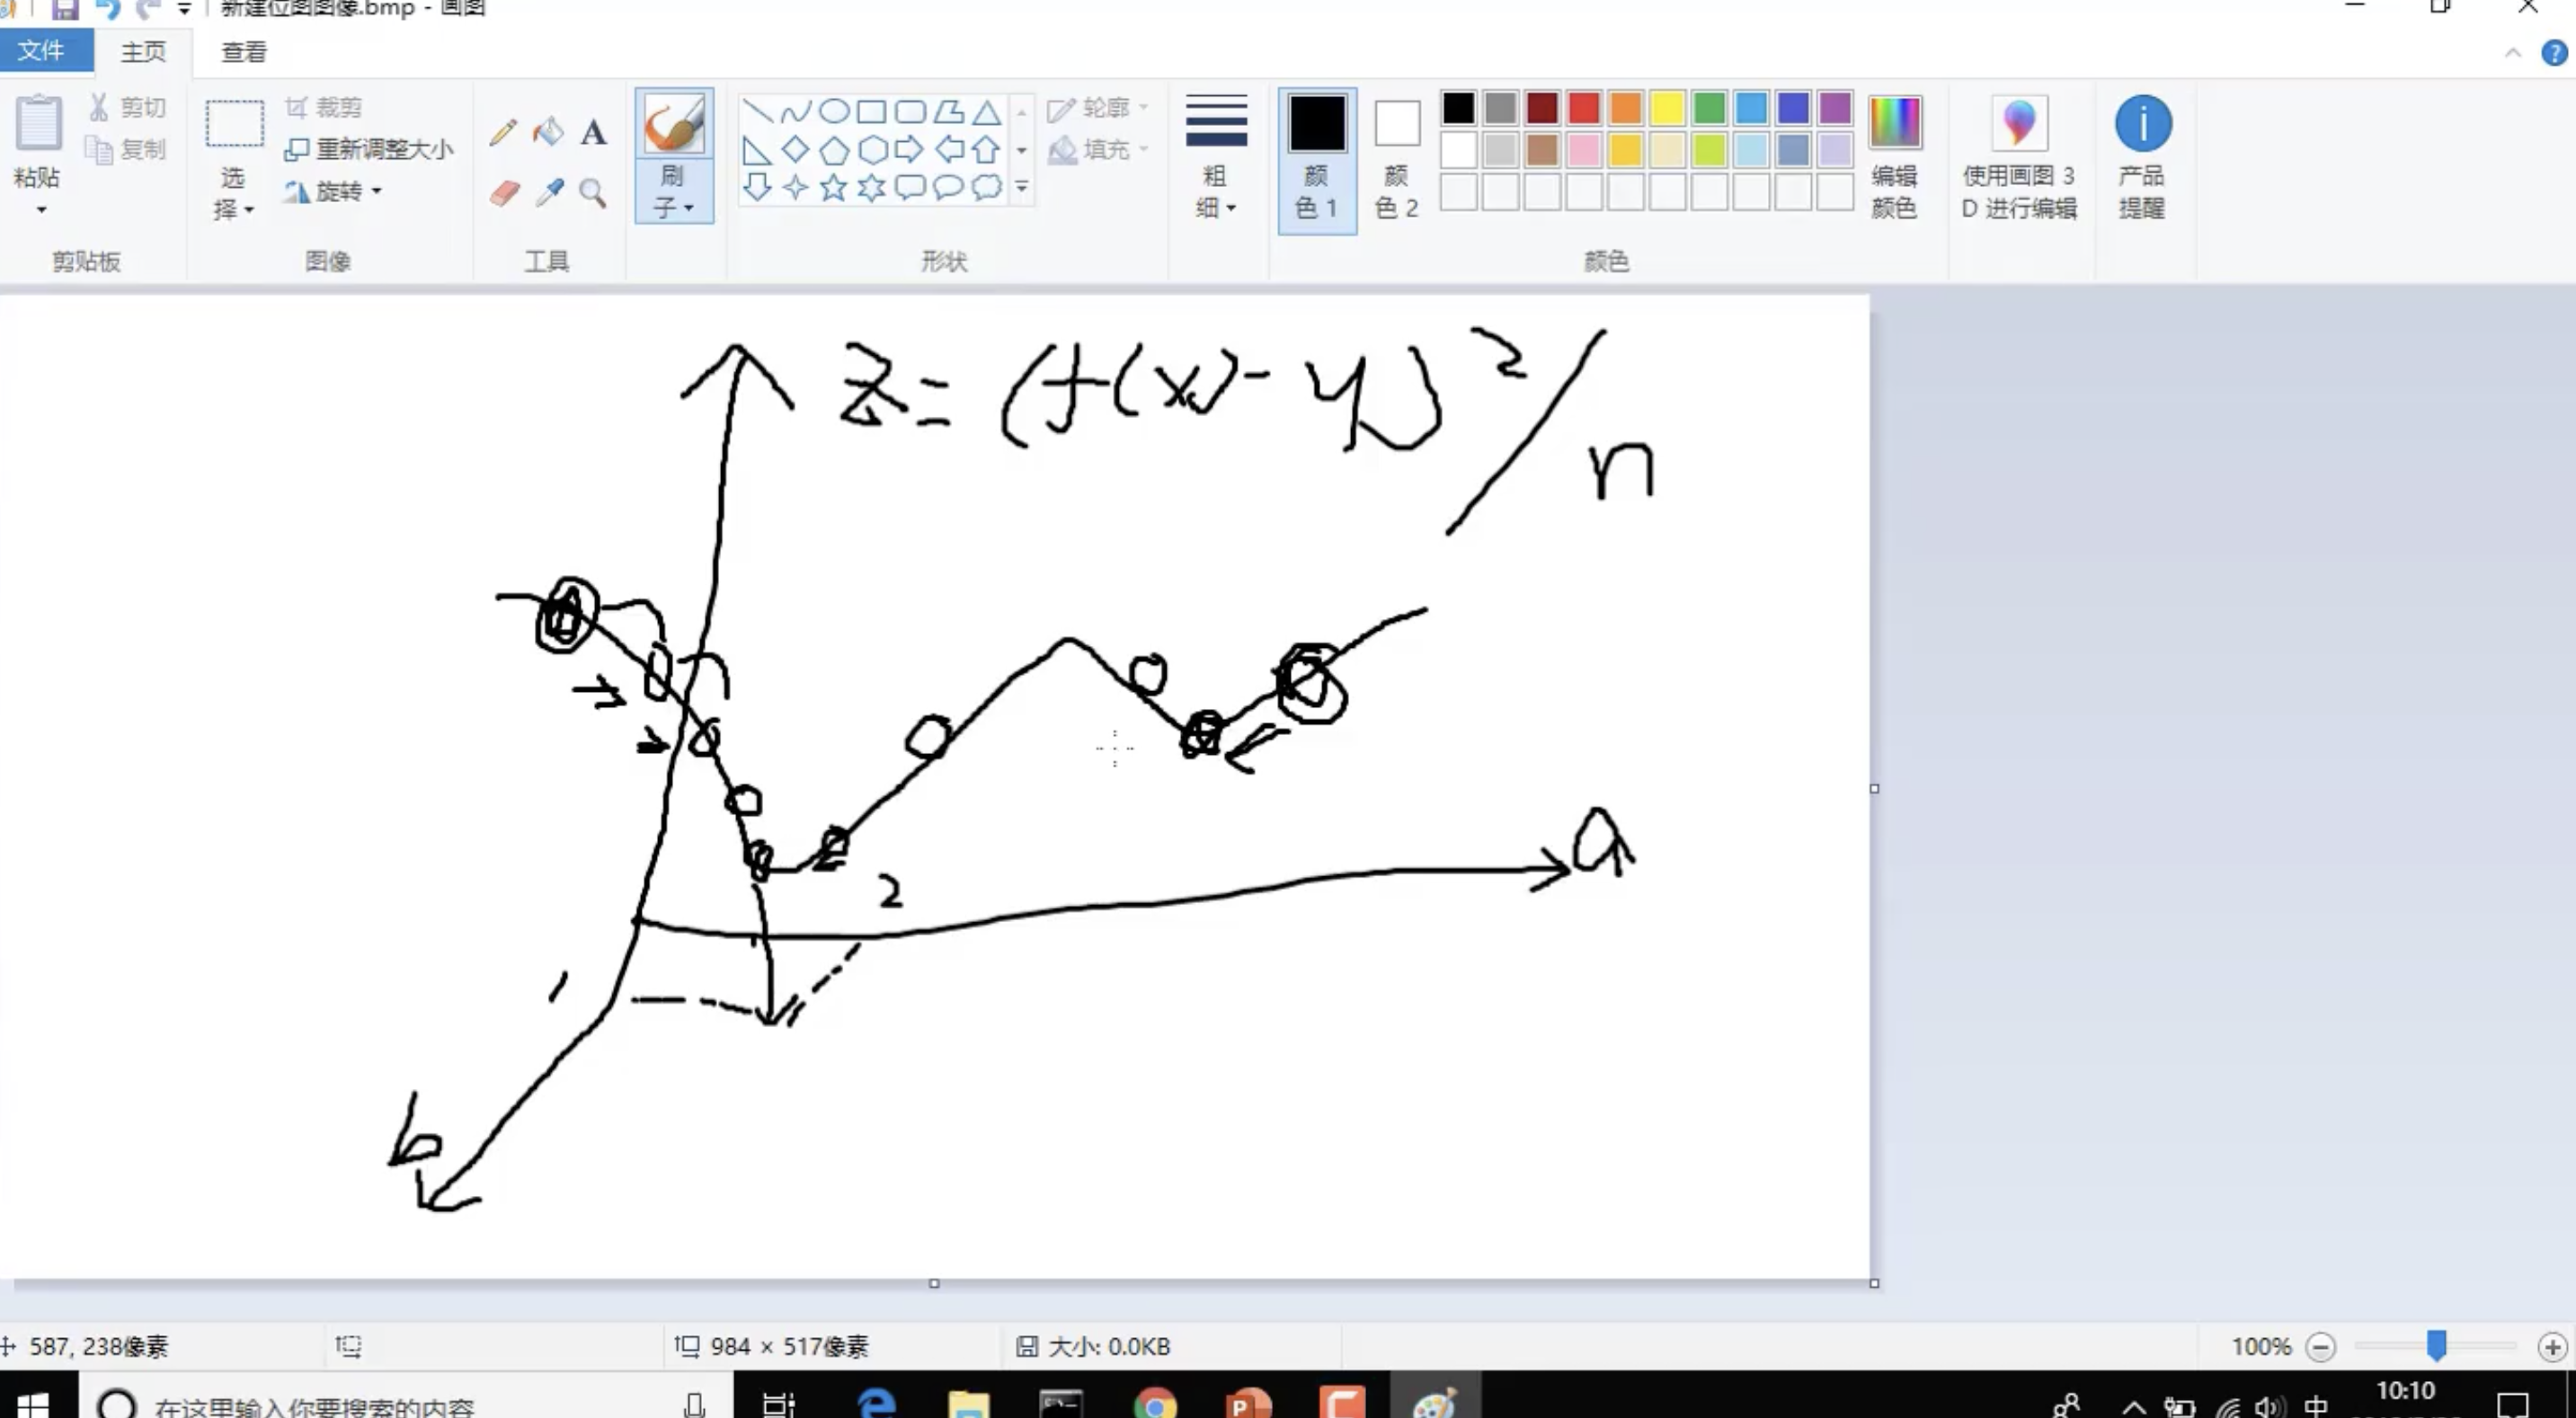 新建位图图像.bmp - 画图
文件 主页 查看
粘贴 剪切 复制
选择 裁剪 重新调整大小 旋转
A
刷子
轮廓 填充
粗细
颜色 1
颜色 2
编辑颜色
使用画图 3D 进行编辑
产品提醒
剪贴板 图像 工具 形状 颜色
z = (f(x) - y)² / n
a
2
1
b
587, 238像素 984 × 517像素 大小: 0.0KB 100%
在这里输入你要搜索的内容 中 10:10